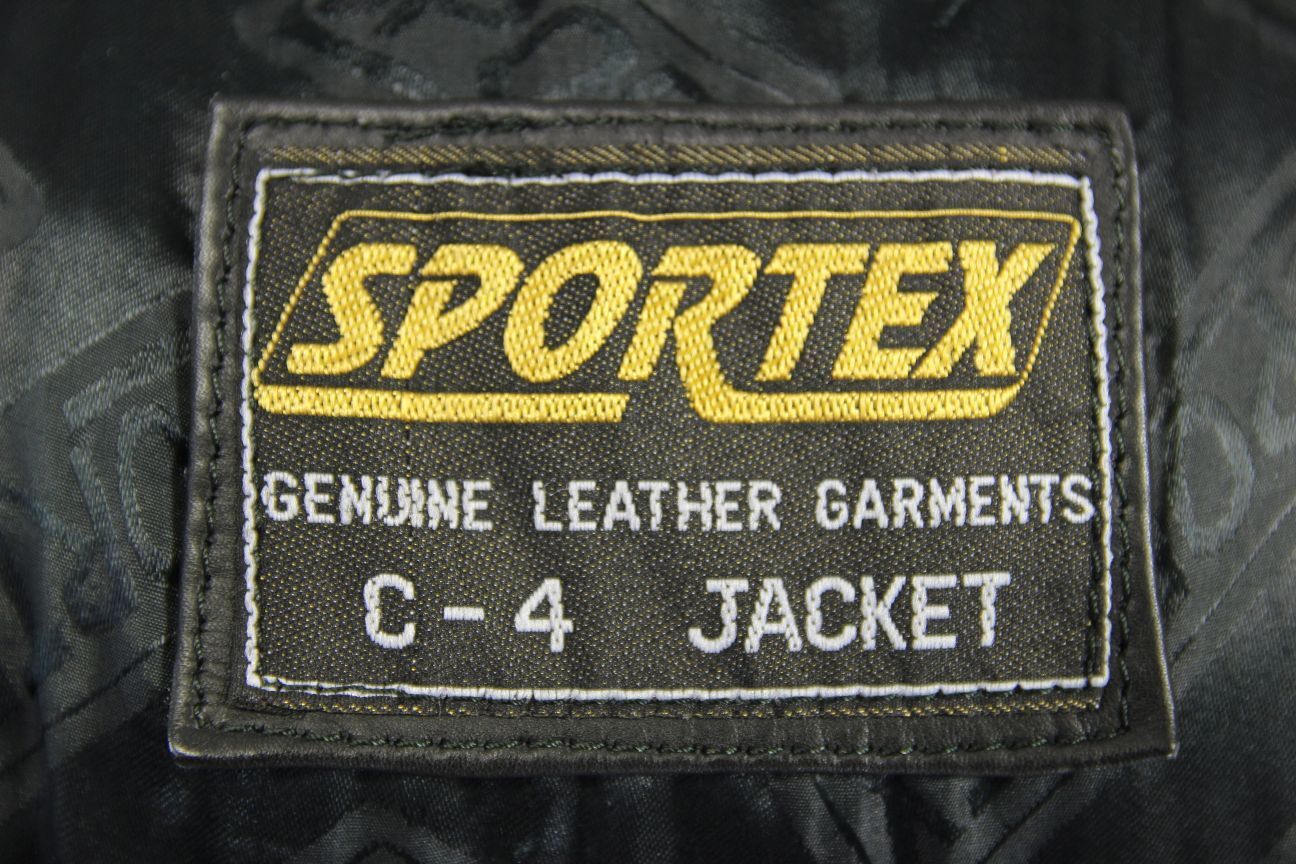 SPORTEX
GENUINE LEATHER GARMENTS
C-4 JACKET